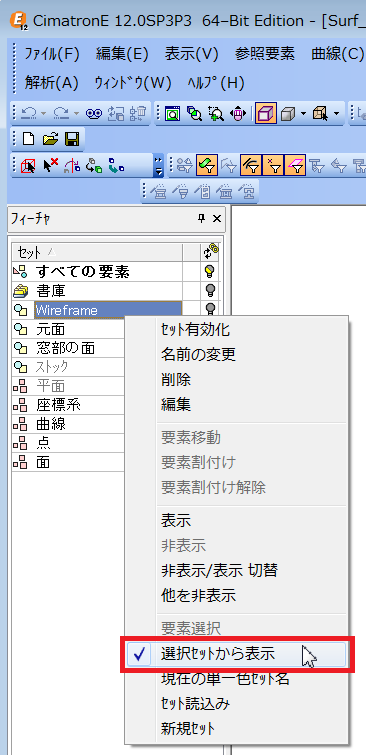 CimatronE 12.0SP3P3 64-Bit Edition - [Surf_
ﾌｧｲﾙ(F) 編集(E) 表示(V) 参照要素 曲線(C)
解析(A) ｳｨﾝﾄﾞｳ(W) ﾍﾙﾌﾟ(H)
ﾌｨｰﾁｬ
ｾｯﾄ
すべての要素
書庫
Wireframe
元面
窓部の面
ｽﾄｯｸ
平面
座標系
曲線
点
面
ｾｯﾄ有効化
名前の変更
削除
編集
要素移動
要素割付け
要素割付け解除
表示
非表示
非表示/表示 切替
他を非表示
要素選択
選択ｾｯﾄから表示
現在の単一色ｾｯﾄ名
ｾｯﾄ読込み
新規ｾｯﾄ